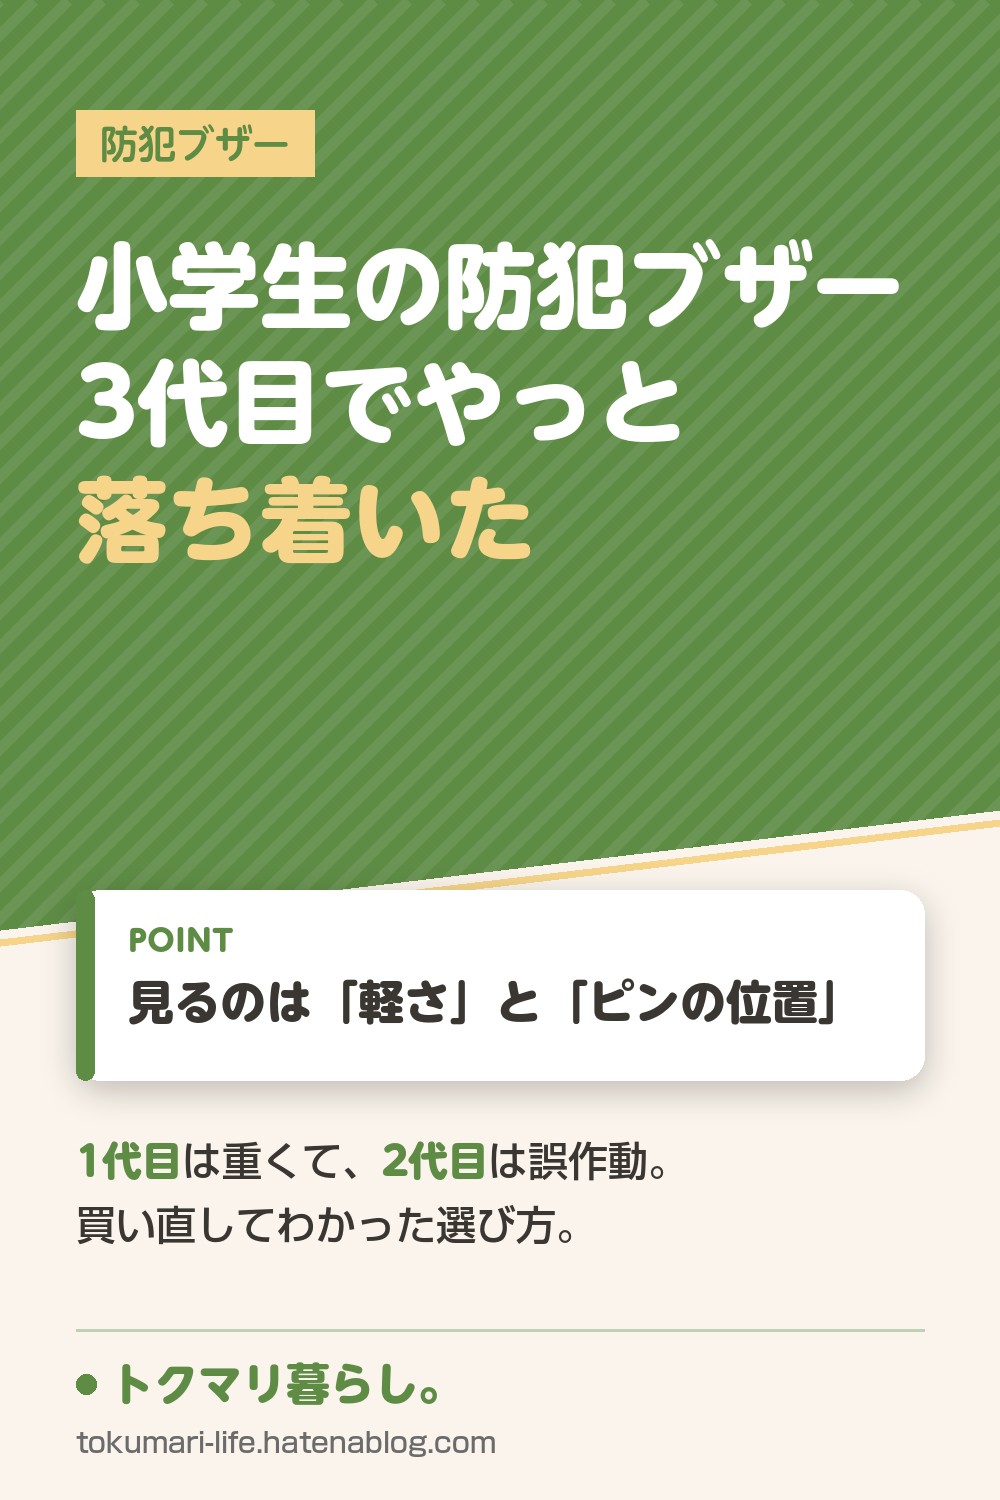 防犯ブザー
小学生の防犯ブザー
3代目でやっと
落ち着いた
POINT
見るのは「軽さ」と「ピンの位置」
1代目は重くて、2代目は誤作動。
買い直してわかった選び方。
トクマリ暮らし。
tokumari-life.hatenablog.com